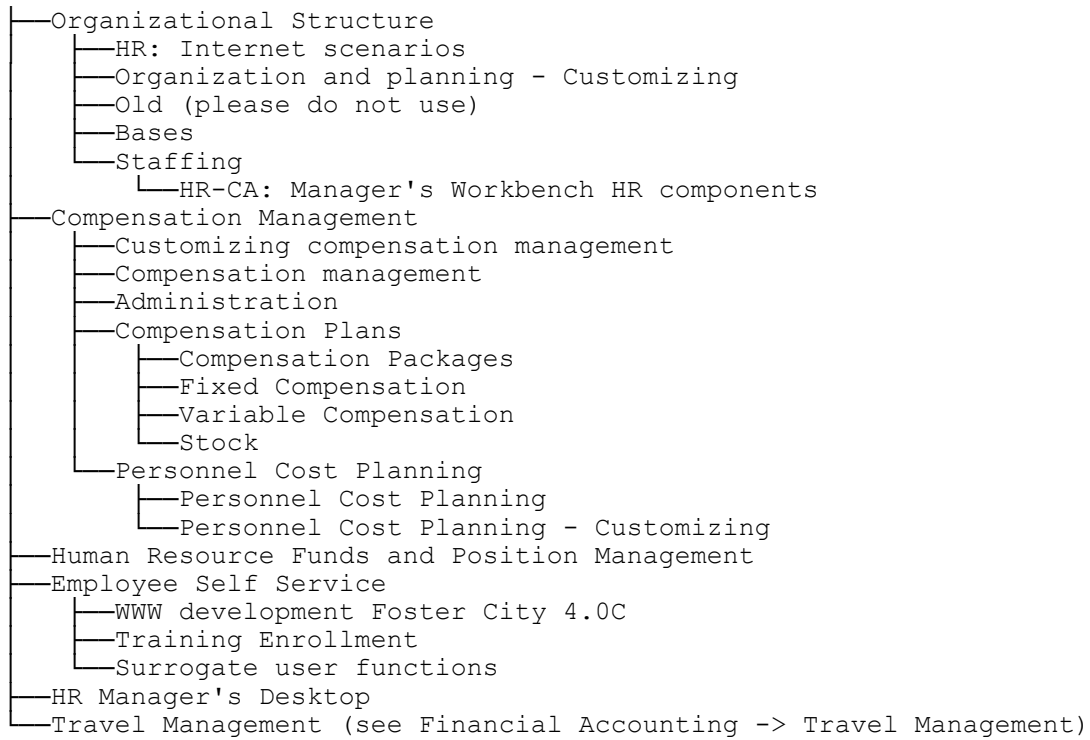 Organizational Structure
HR: Internet scenarios
Organization and planning - Customizing
Old (please do not use)
Bases
Staffing
HR-CA: Manager's Workbench HR components
Compensation Management
Customizing compensation management
Compensation management
Administration
Compensation Plans
Compensation Packages
Fixed Compensation
Variable Compensation
Stock
Personnel Cost Planning
Personnel Cost Planning
Personnel Cost Planning - Customizing
Human Resource Funds and Position Management
Employee Self Service
WWW development Foster City 4.0C
Training Enrollment
Surrogate user functions
HR Manager's Desktop
Travel Management (see Financial Accounting -> Travel Management)